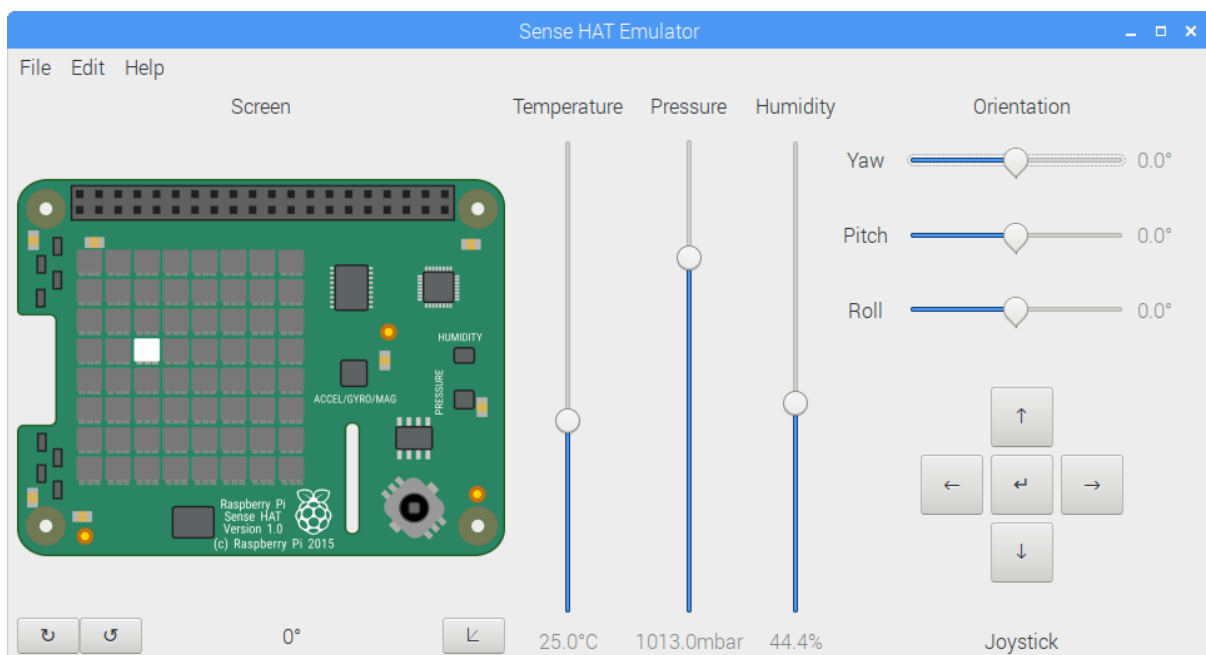 Sense HAT Emulator
File Edit Help
Screen
Temperature Pressure Humidity
Orientation
Yaw 0.0°
Pitch 0.0°
Roll 0.0°
HUMIDITY
PRESSURE
ACCEL/GYRO/MAG
Raspberry Pi
Sense HAT
Version 1.0
(c) Raspberry Pi 2015
0°
25.0°C 1013.0mbar 44.4%
Joystick